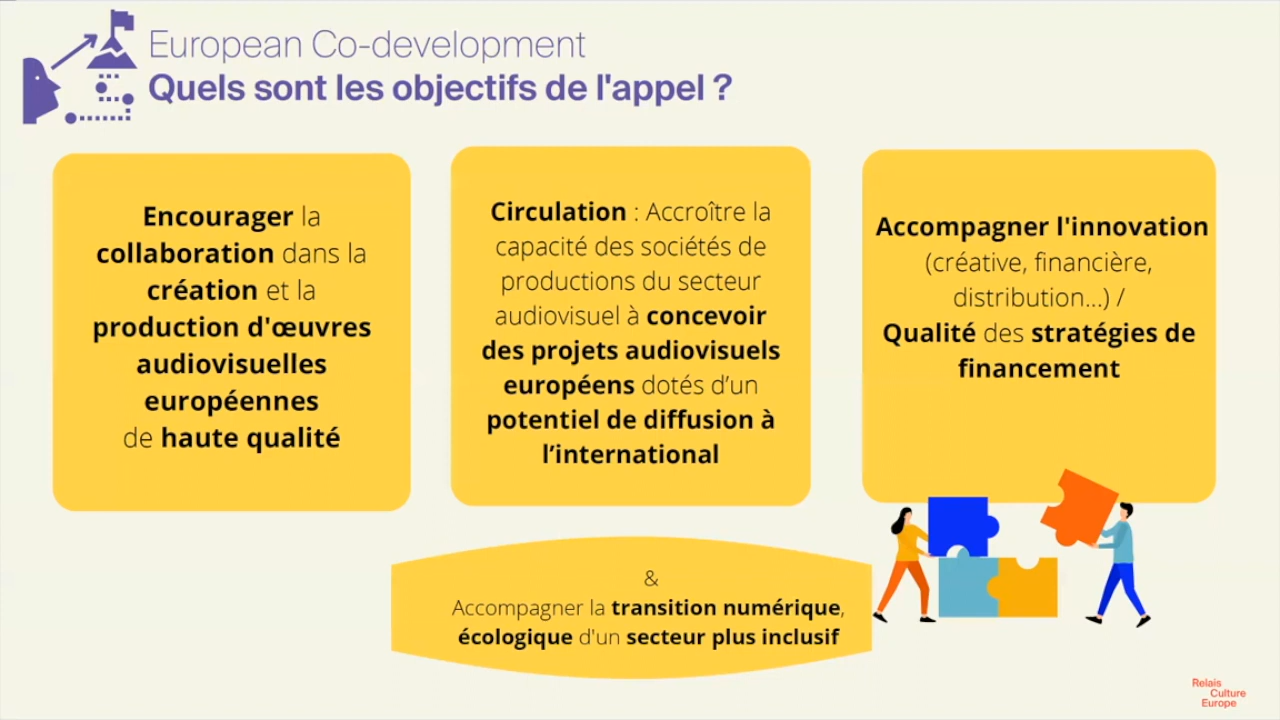 European Co-development
Quels sont les objectifs de l'appel ?
Encourager la
collaboration dans la
création et la
production d'œuvres
audiovisuelles
européennes
de haute qualité
Circulation : Accroître la
capacité des sociétés de
productions du secteur
audiovisuel à concevoir
des projets audiovisuels
européens dotés d’un
potentiel de diffusion à
l’international
Accompagner l'innovation
(créative, financière,
distribution...) /
Qualité des stratégies de
financement
&
Accompagner la transition numérique,
écologique d'un secteur plus inclusif
Relais
Culture
Europe